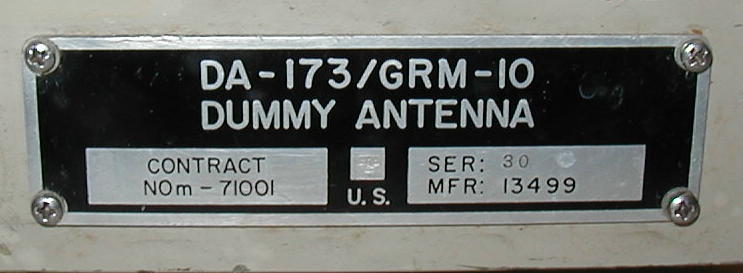 DA-173/GRM-10
DUMMY ANTENNA
CONTRACT
NOm-71001
U.S.
SER: 30
MFR: 13499